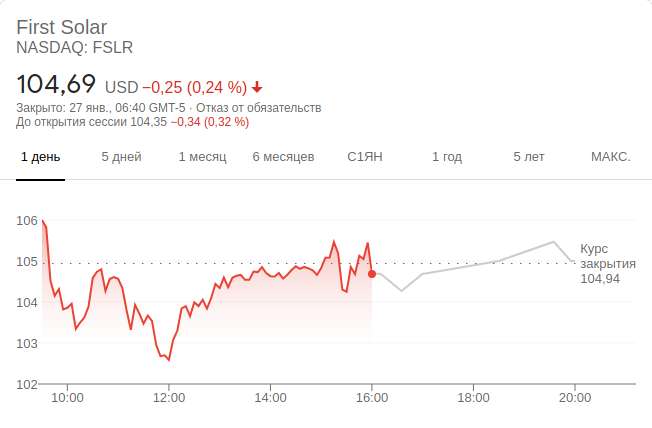 First Solar
NASDAQ: FSLR
104,69 USD −0,25 (0,24 %)
Закрыто: 27 янв., 06:40 GMT-5 · Отказ от обязательств
До открытия сессии 104,35 −0,34 (0,32 %)
1 день 5 дней 1 месяц 6 месяцев С1ЯН 1 год 5 лет МАКС.
106
105
104
103
102
Курс
закрытия
104,94
10:00 12:00 14:00 16:00 18:00 20:00